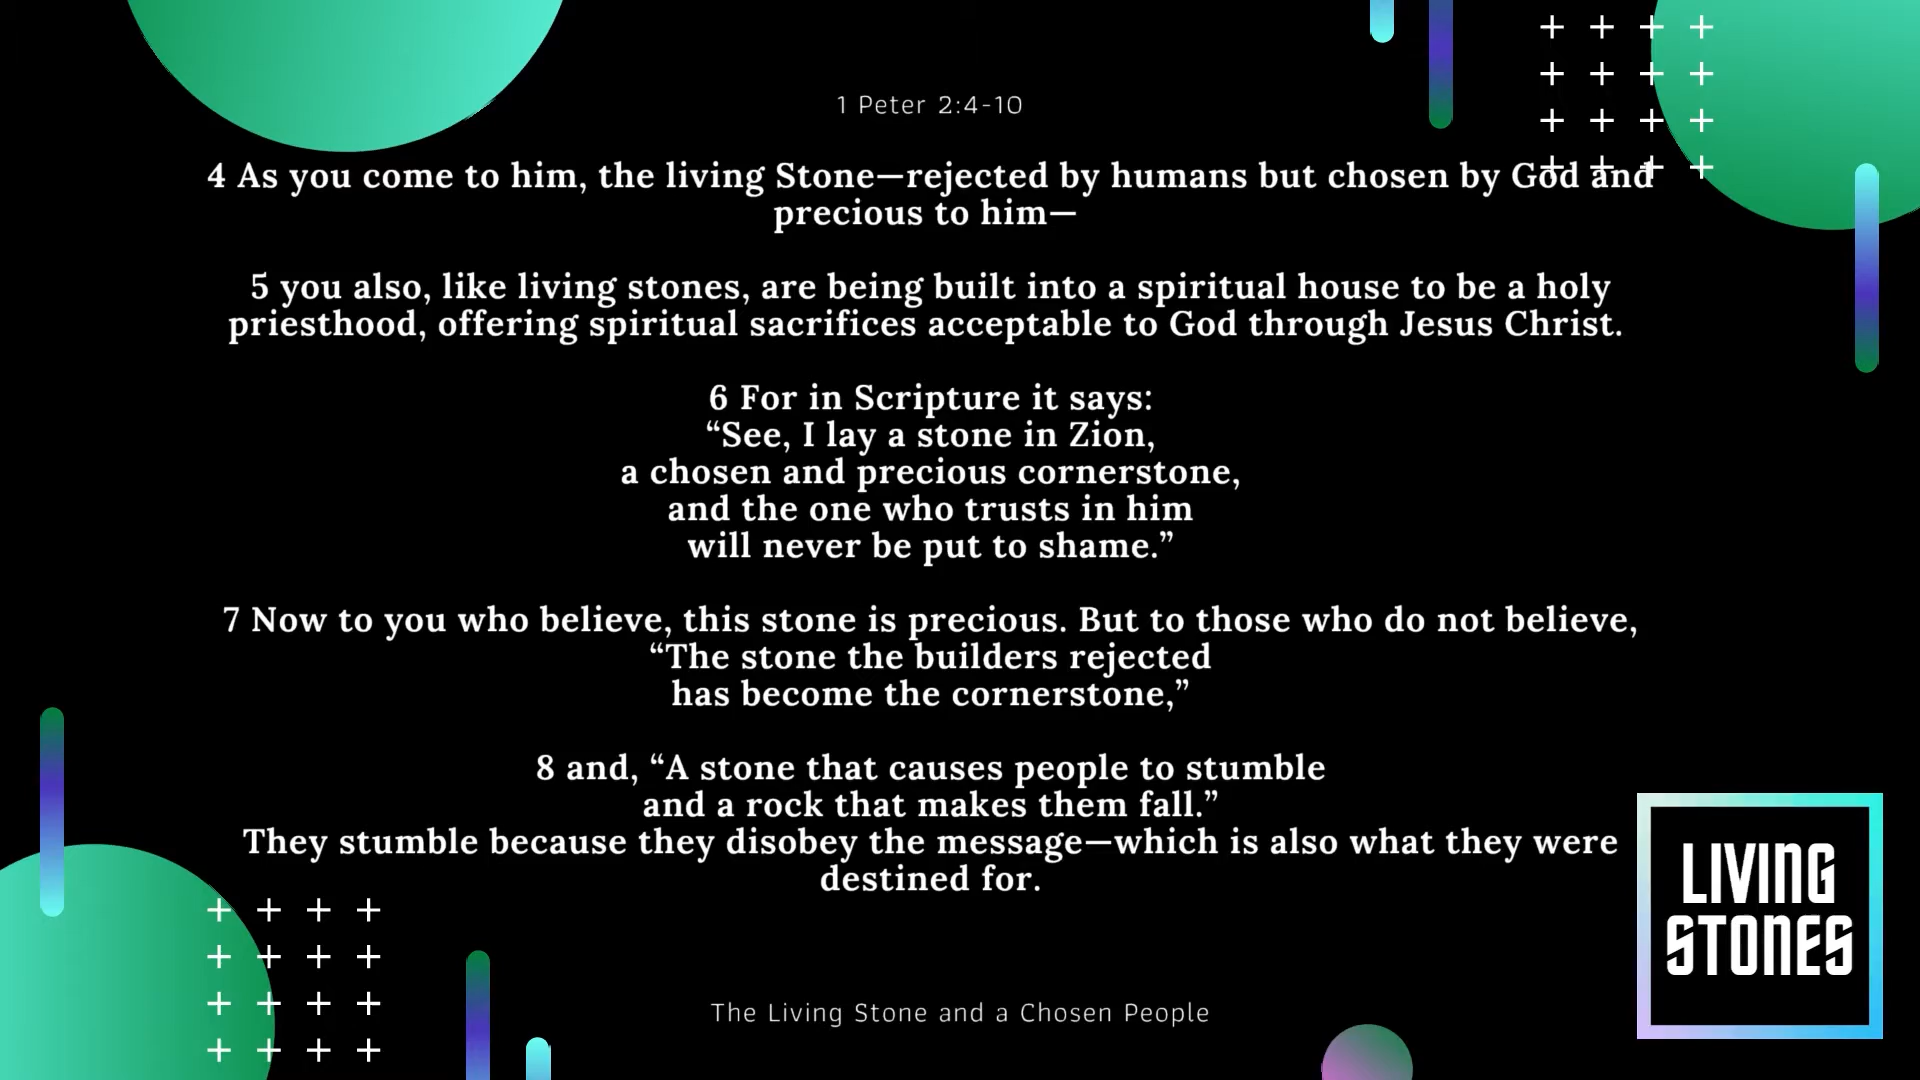 1 Peter 2:4-10
4 As you come to him, the living Stone—rejected by humans but chosen by God and
precious to him—
5 you also, like living stones, are being built into a spiritual house to be a holy
priesthood, offering spiritual sacrifices acceptable to God through Jesus Christ.
6 For in Scripture it says:
“See, I lay a stone in Zion,
a chosen and precious cornerstone,
and the one who trusts in him
will never be put to shame.”
7 Now to you who believe, this stone is precious. But to those who do not believe,
“The stone the builders rejected
has become the cornerstone,”
8 and, “A stone that causes people to stumble
and a rock that makes them fall.”
They stumble because they disobey the message—which is also what they were
destined for.
LIVING
STONES
The Living Stone and a Chosen People